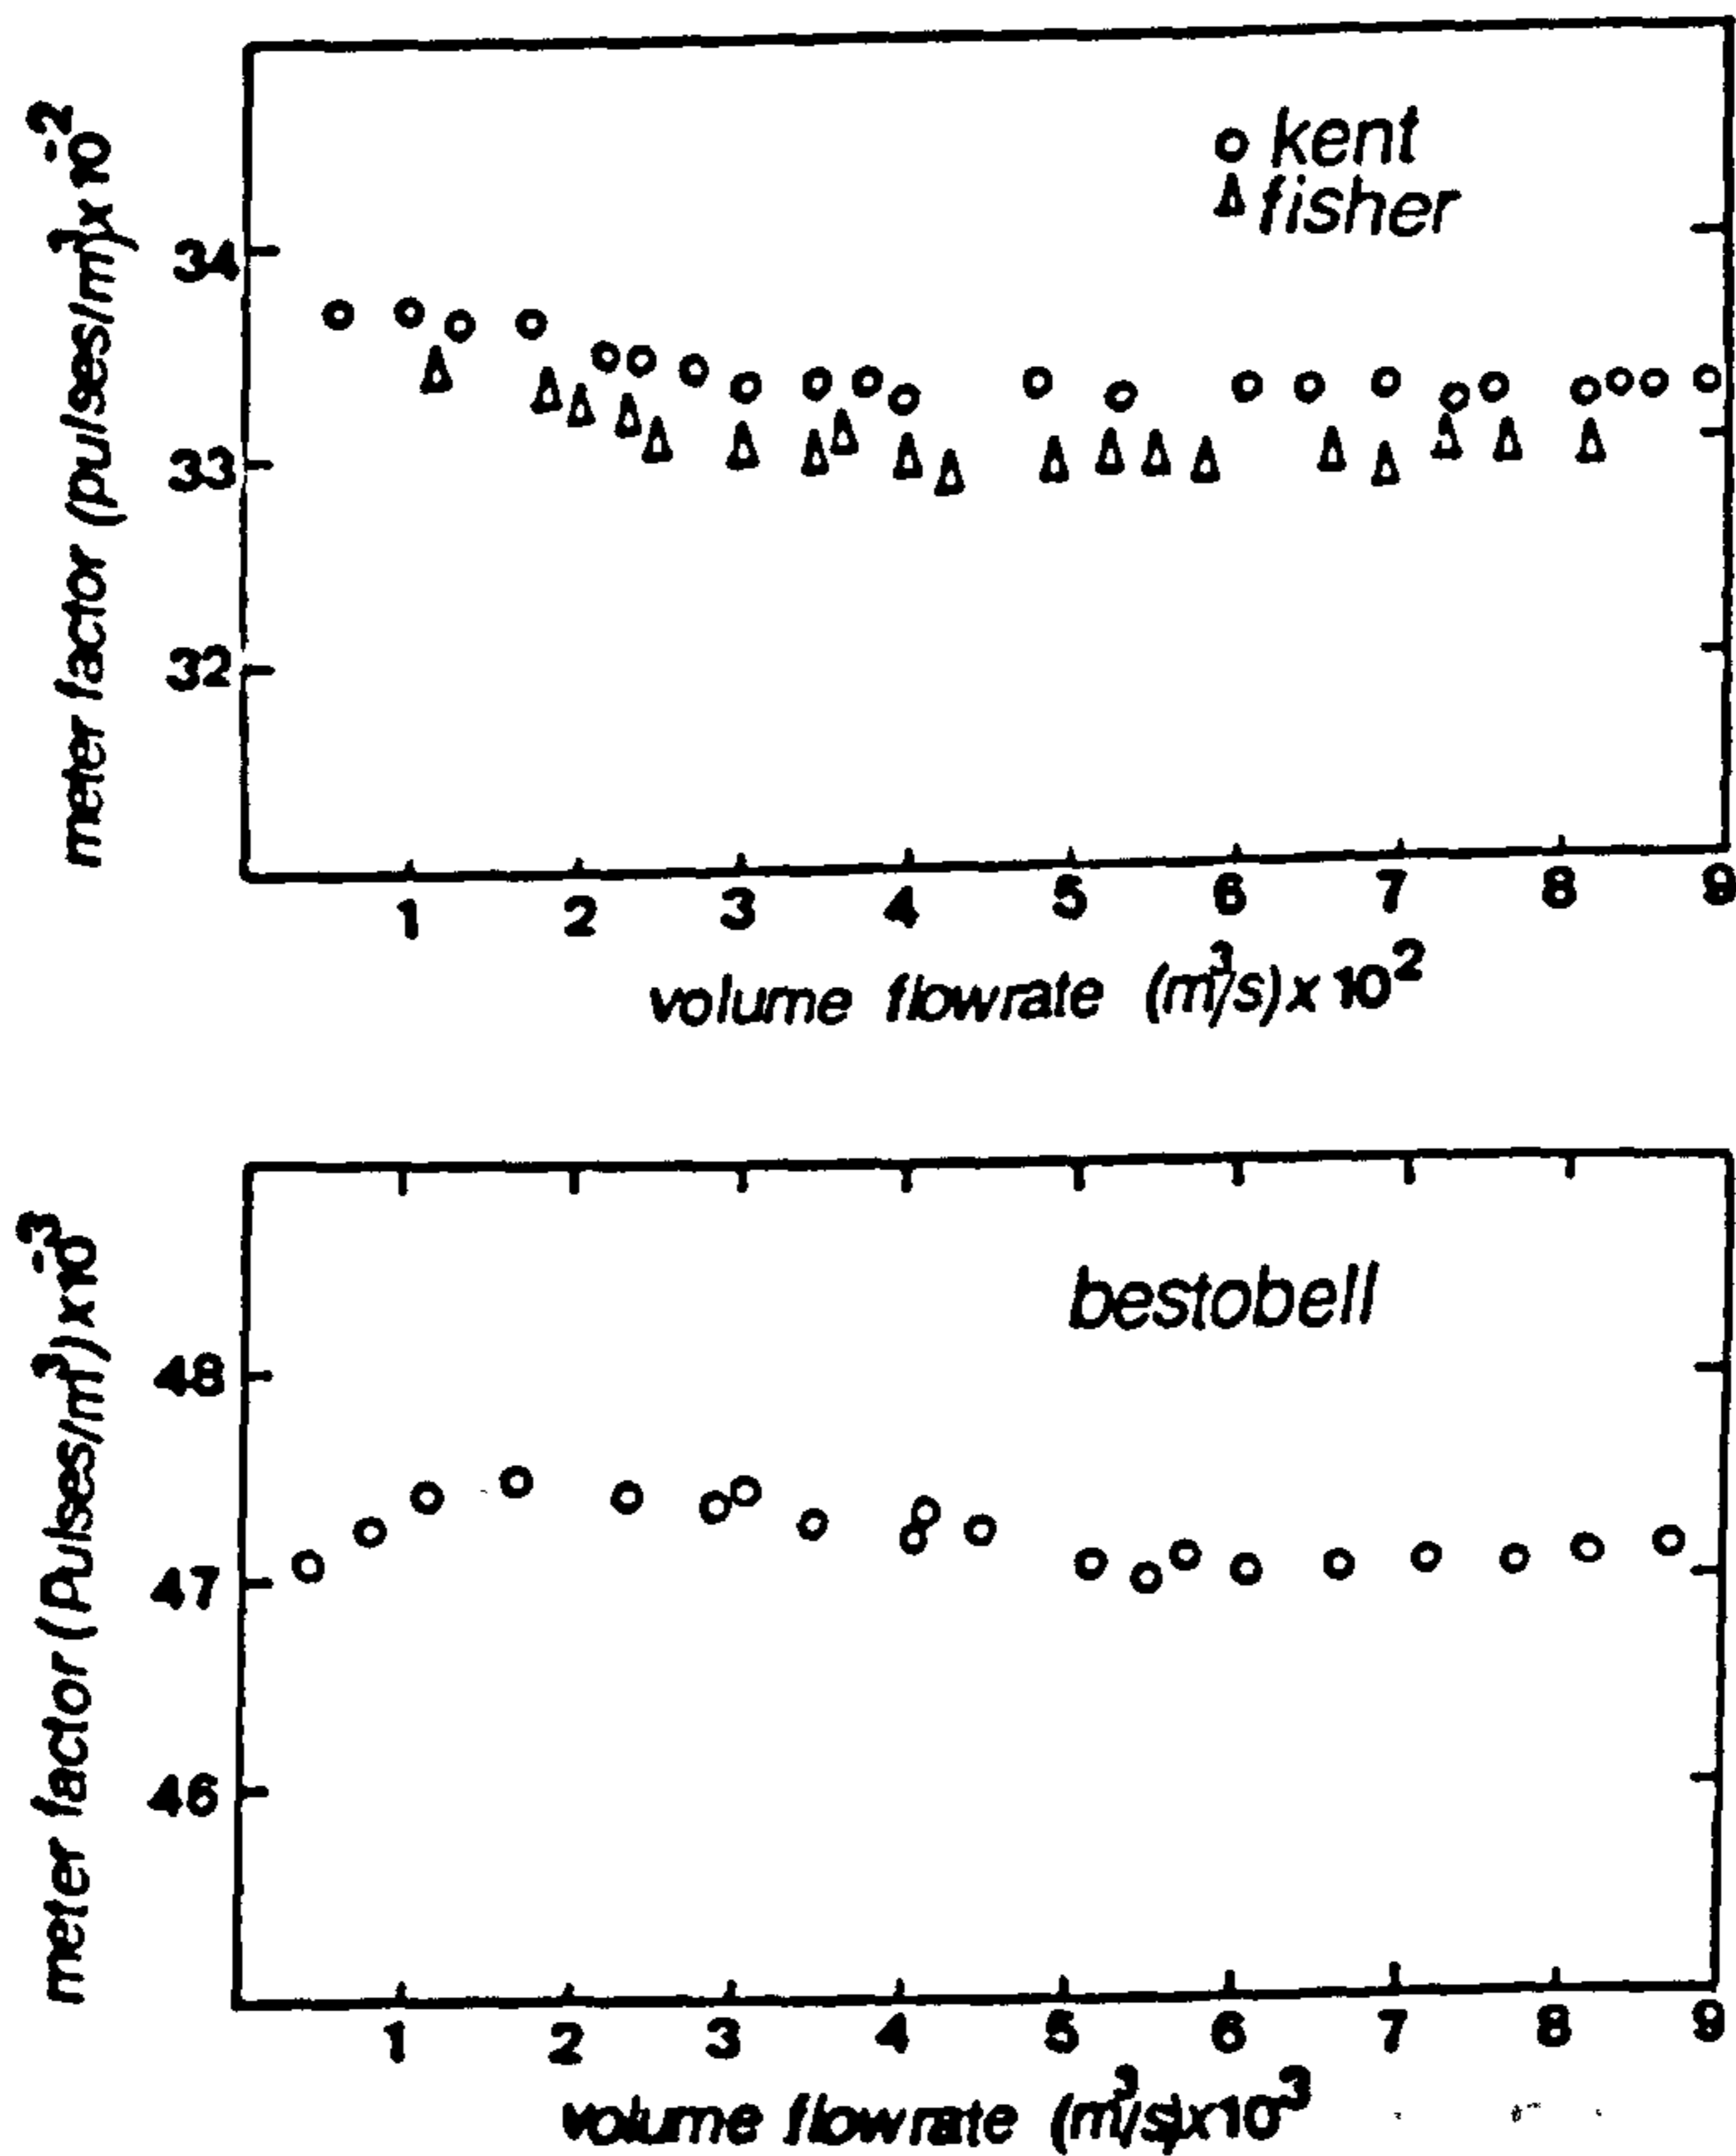 kent
fisher
meter factor (pulses/m³)x10⁻²
34
33
32
1 2 3 4 5 6 7 8 9
volume flowrate (m³/s)x10²
bestobell
meter factor (pulses/m³)x10⁻³
48
47
46
1 2 3 4 5 6 7 8 9
volume flowrate (m³/s)x10³